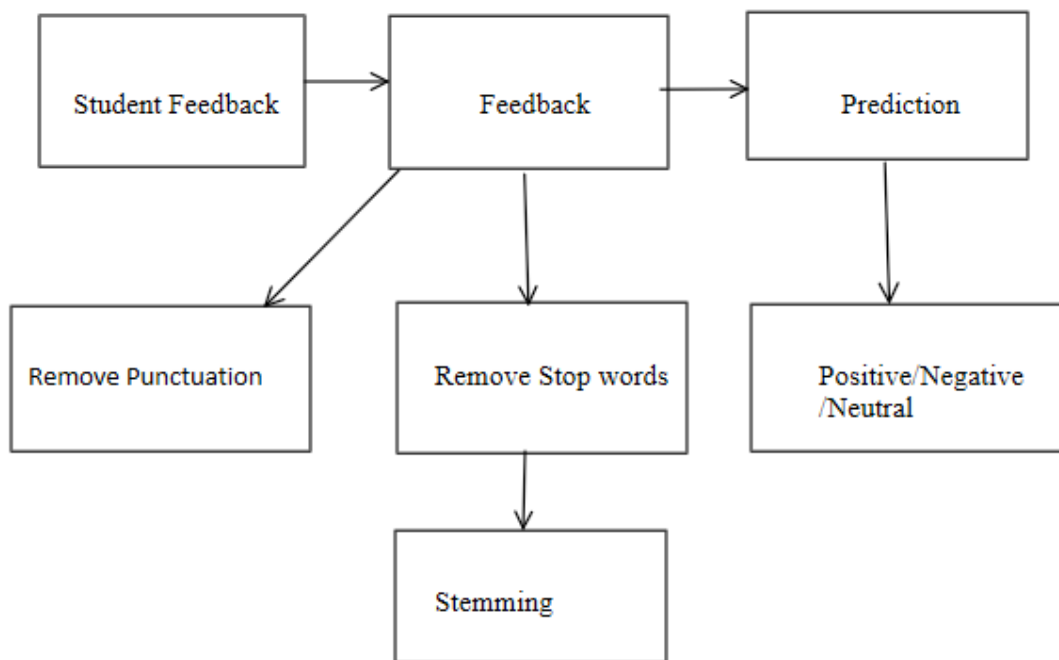 Student Feedback
Feedback
Prediction
Remove Punctuation
Remove Stop words
Positive/Negative
/Neutral
Stemming